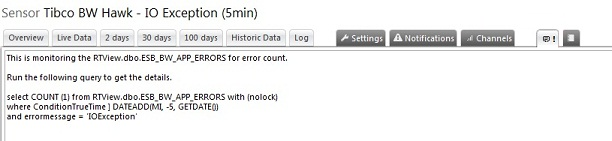 Sensor Tibco BW Hawk - IO Exception (5min)
Overview Live Data 2 days 30 days 100 days Historic Data Log Settings Notifications Channels
This is monitoring the RTView.dbo.ESB_BW_APP_ERRORS for error count.
Run the following query to get the details.
select COUNT (1) from RTView.dbo.ESB_BW_APP_ERRORS with (nolock)
where ConditionTrueTime ] DATEADD(MI, -5, GETDATE())
and errormessage = 'IOException'